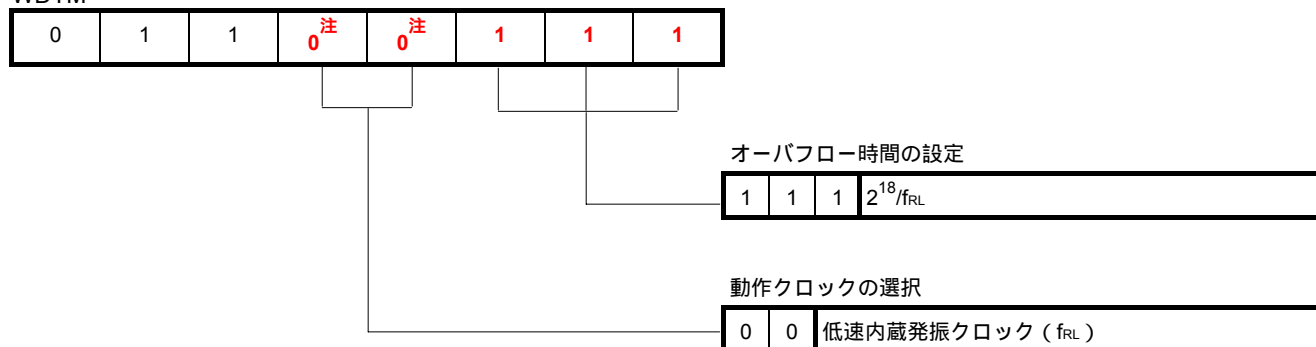 WDTM
0 1 1 0注 0注 1 1 1
オーバフロー時間の設定
1 1 1 2^18/fRL
動作クロックの選択
0 0 低速内蔵発振クロック（fRL）